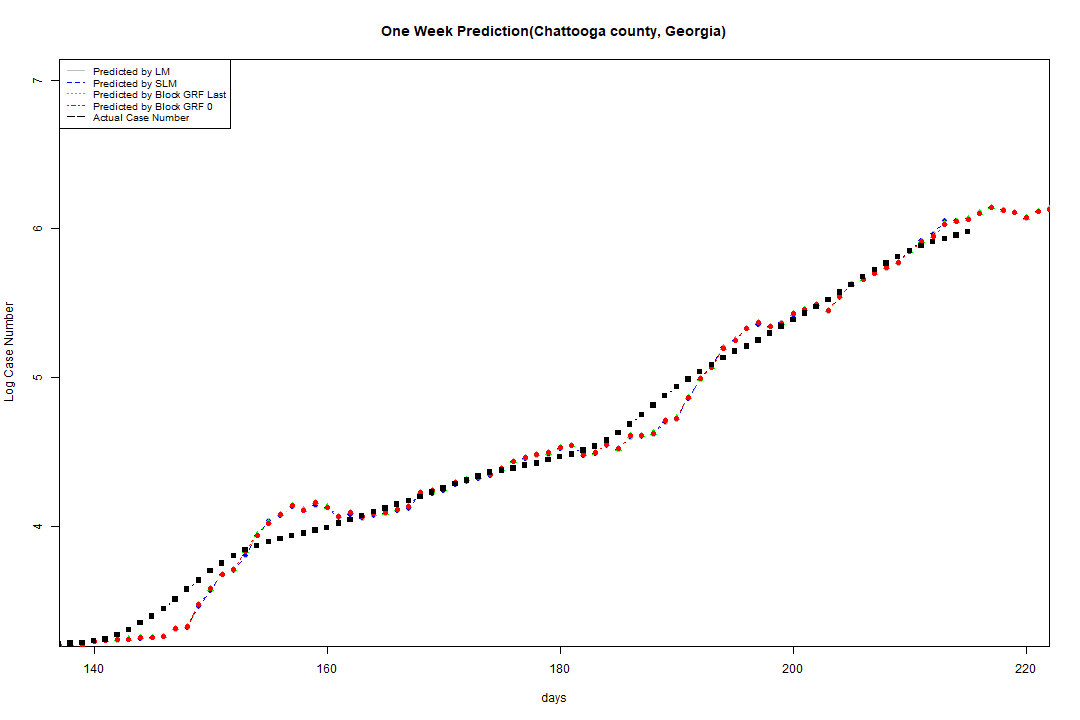 One Week Prediction(Chattooga county, Georgia)
Predicted by LM
Predicted by SLM
Predicted by Block GRF Last
Predicted by Block GRF 0
Actual Case Number
7
6
5
4
Log Case Number
140 160 180 200 220
days